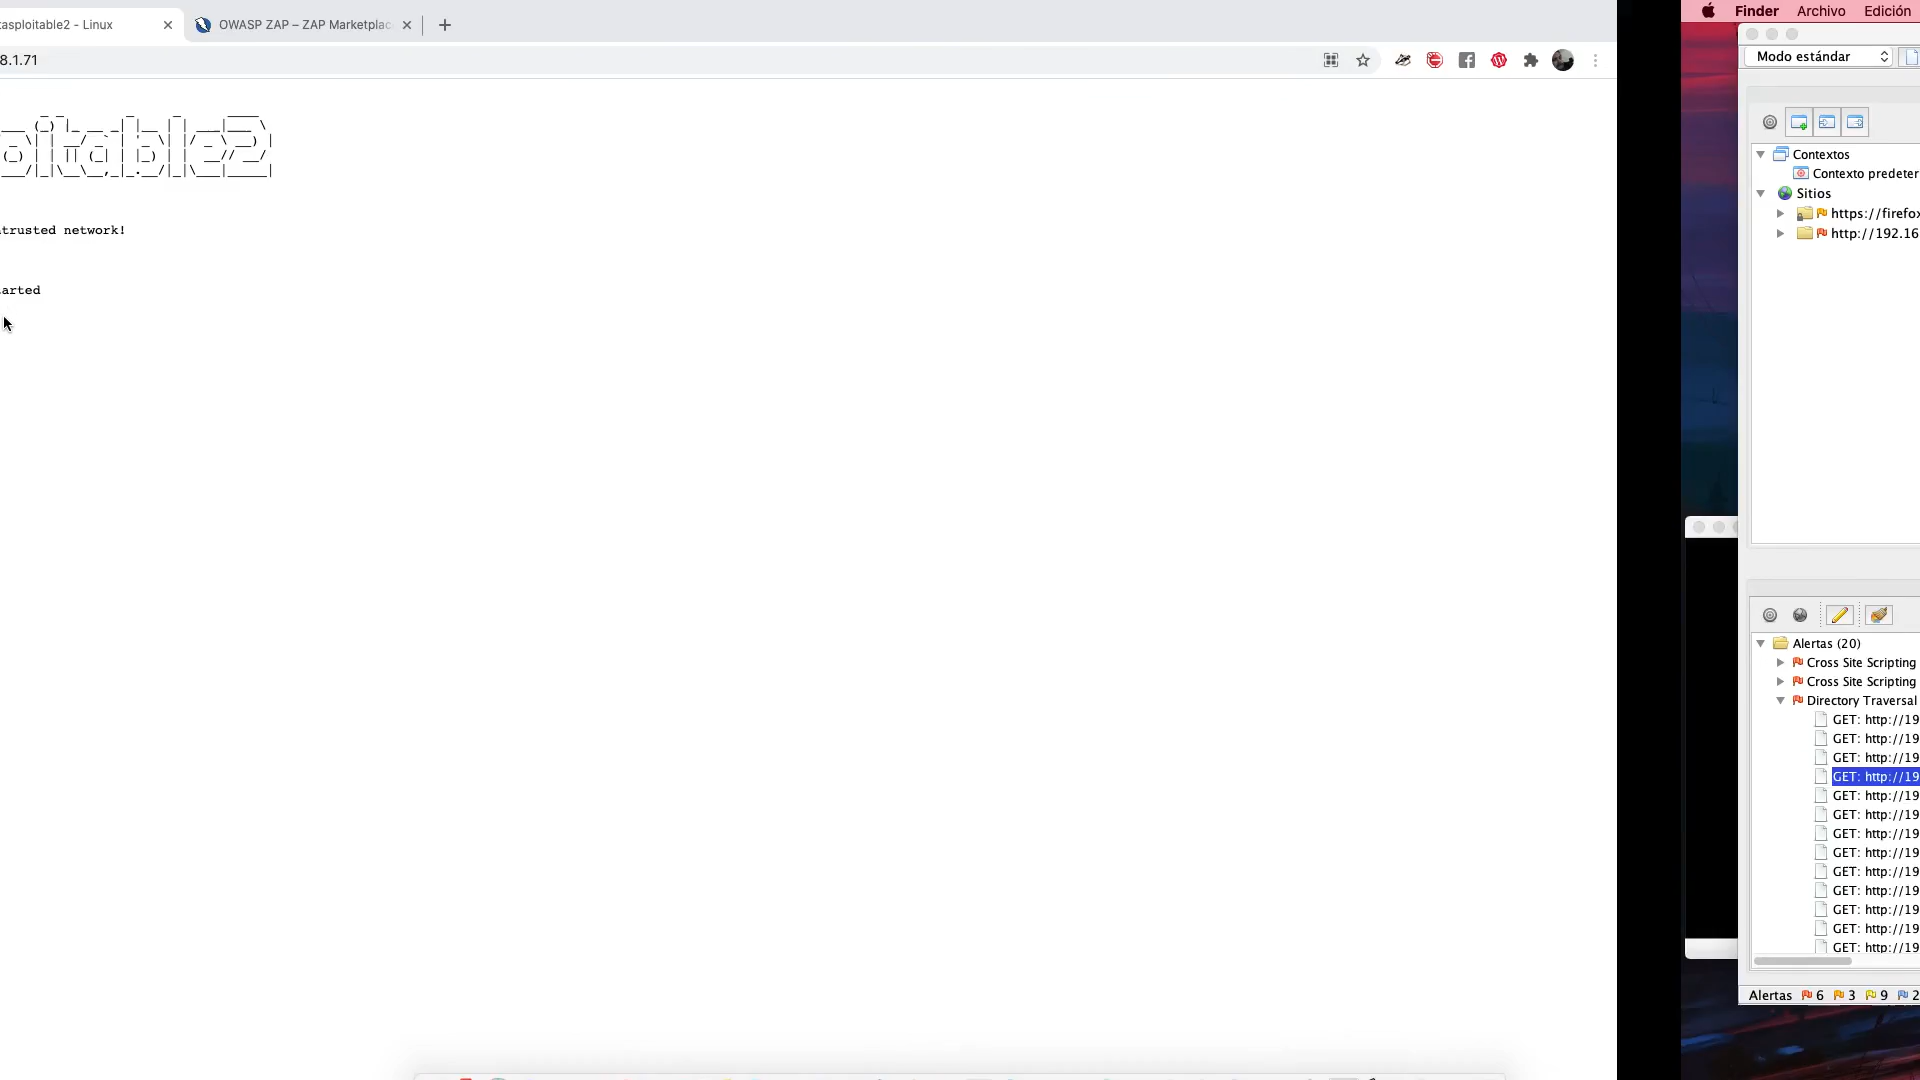 tasploitable2 - Linux
OWASP ZAP – ZAP Marketplac
8.1.71
trusted network!
arted
Finder Archivo Edición
Modo estándar
Contextos
Contexto predeter
Sitios
https://firefox
http://192.16
Alertas (20)
Cross Site Scripting
Cross Site Scripting
Directory Traversal
GET: http://19
GET: http://19
GET: http://19
GET: http://19
GET: http://19
GET: http://19
GET: http://19
GET: http://19
GET: http://19
GET: http://19
GET: http://19
GET: http://19
GET: http://19
Alertas 6 3 9 2